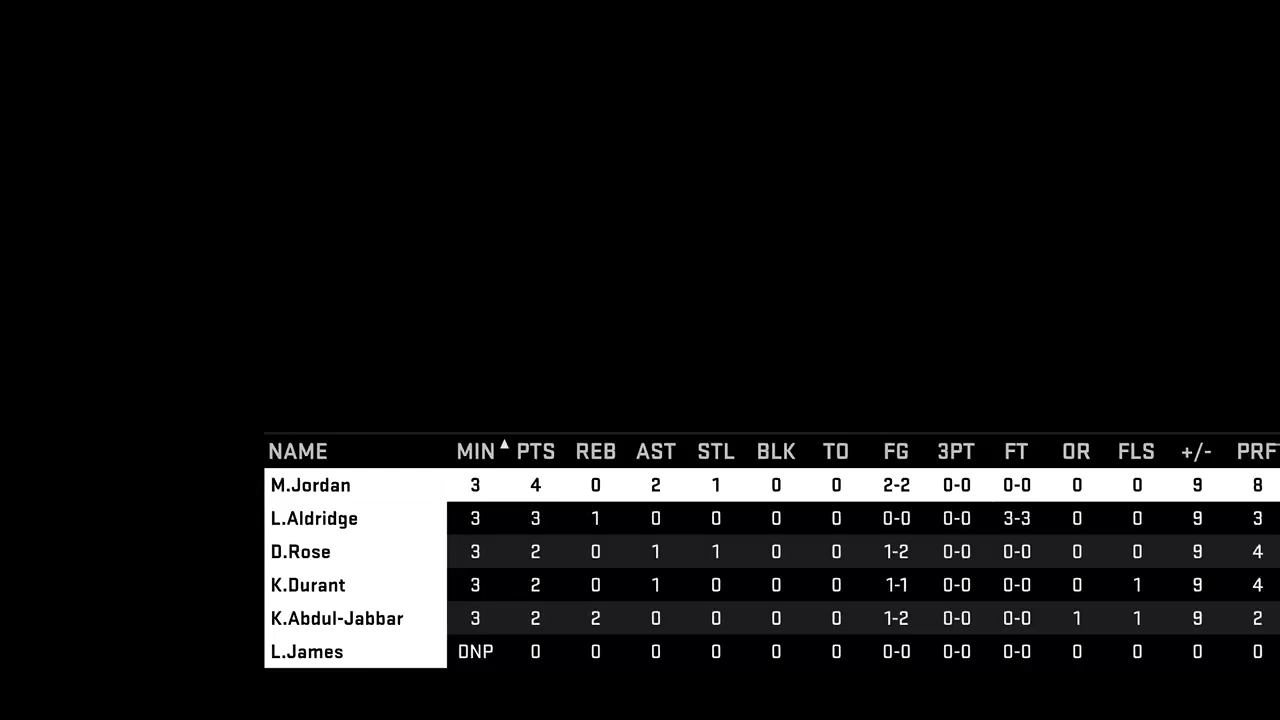 NAME MIN ▲ PTS REB AST STL BLK TO FG 3PT FT OR FLS +/- PRF
M.Jordan 3 4 0 2 1 0 0 2-2 0-0 0-0 0 0 9 8
L.Aldridge 3 3 1 0 0 0 0 0-0 0-0 3-3 0 0 9 3
D.Rose 3 2 0 1 1 0 0 1-2 0-0 0-0 0 0 9 4
K.Durant 3 2 0 1 0 0 0 1-1 0-0 0-0 0 1 9 4
K.Abdul-Jabbar 3 2 2 0 0 0 0 1-2 0-0 0-0 1 1 9 2
L.James DNP 0 0 0 0 0 0 0-0 0-0 0-0 0 0 0 0